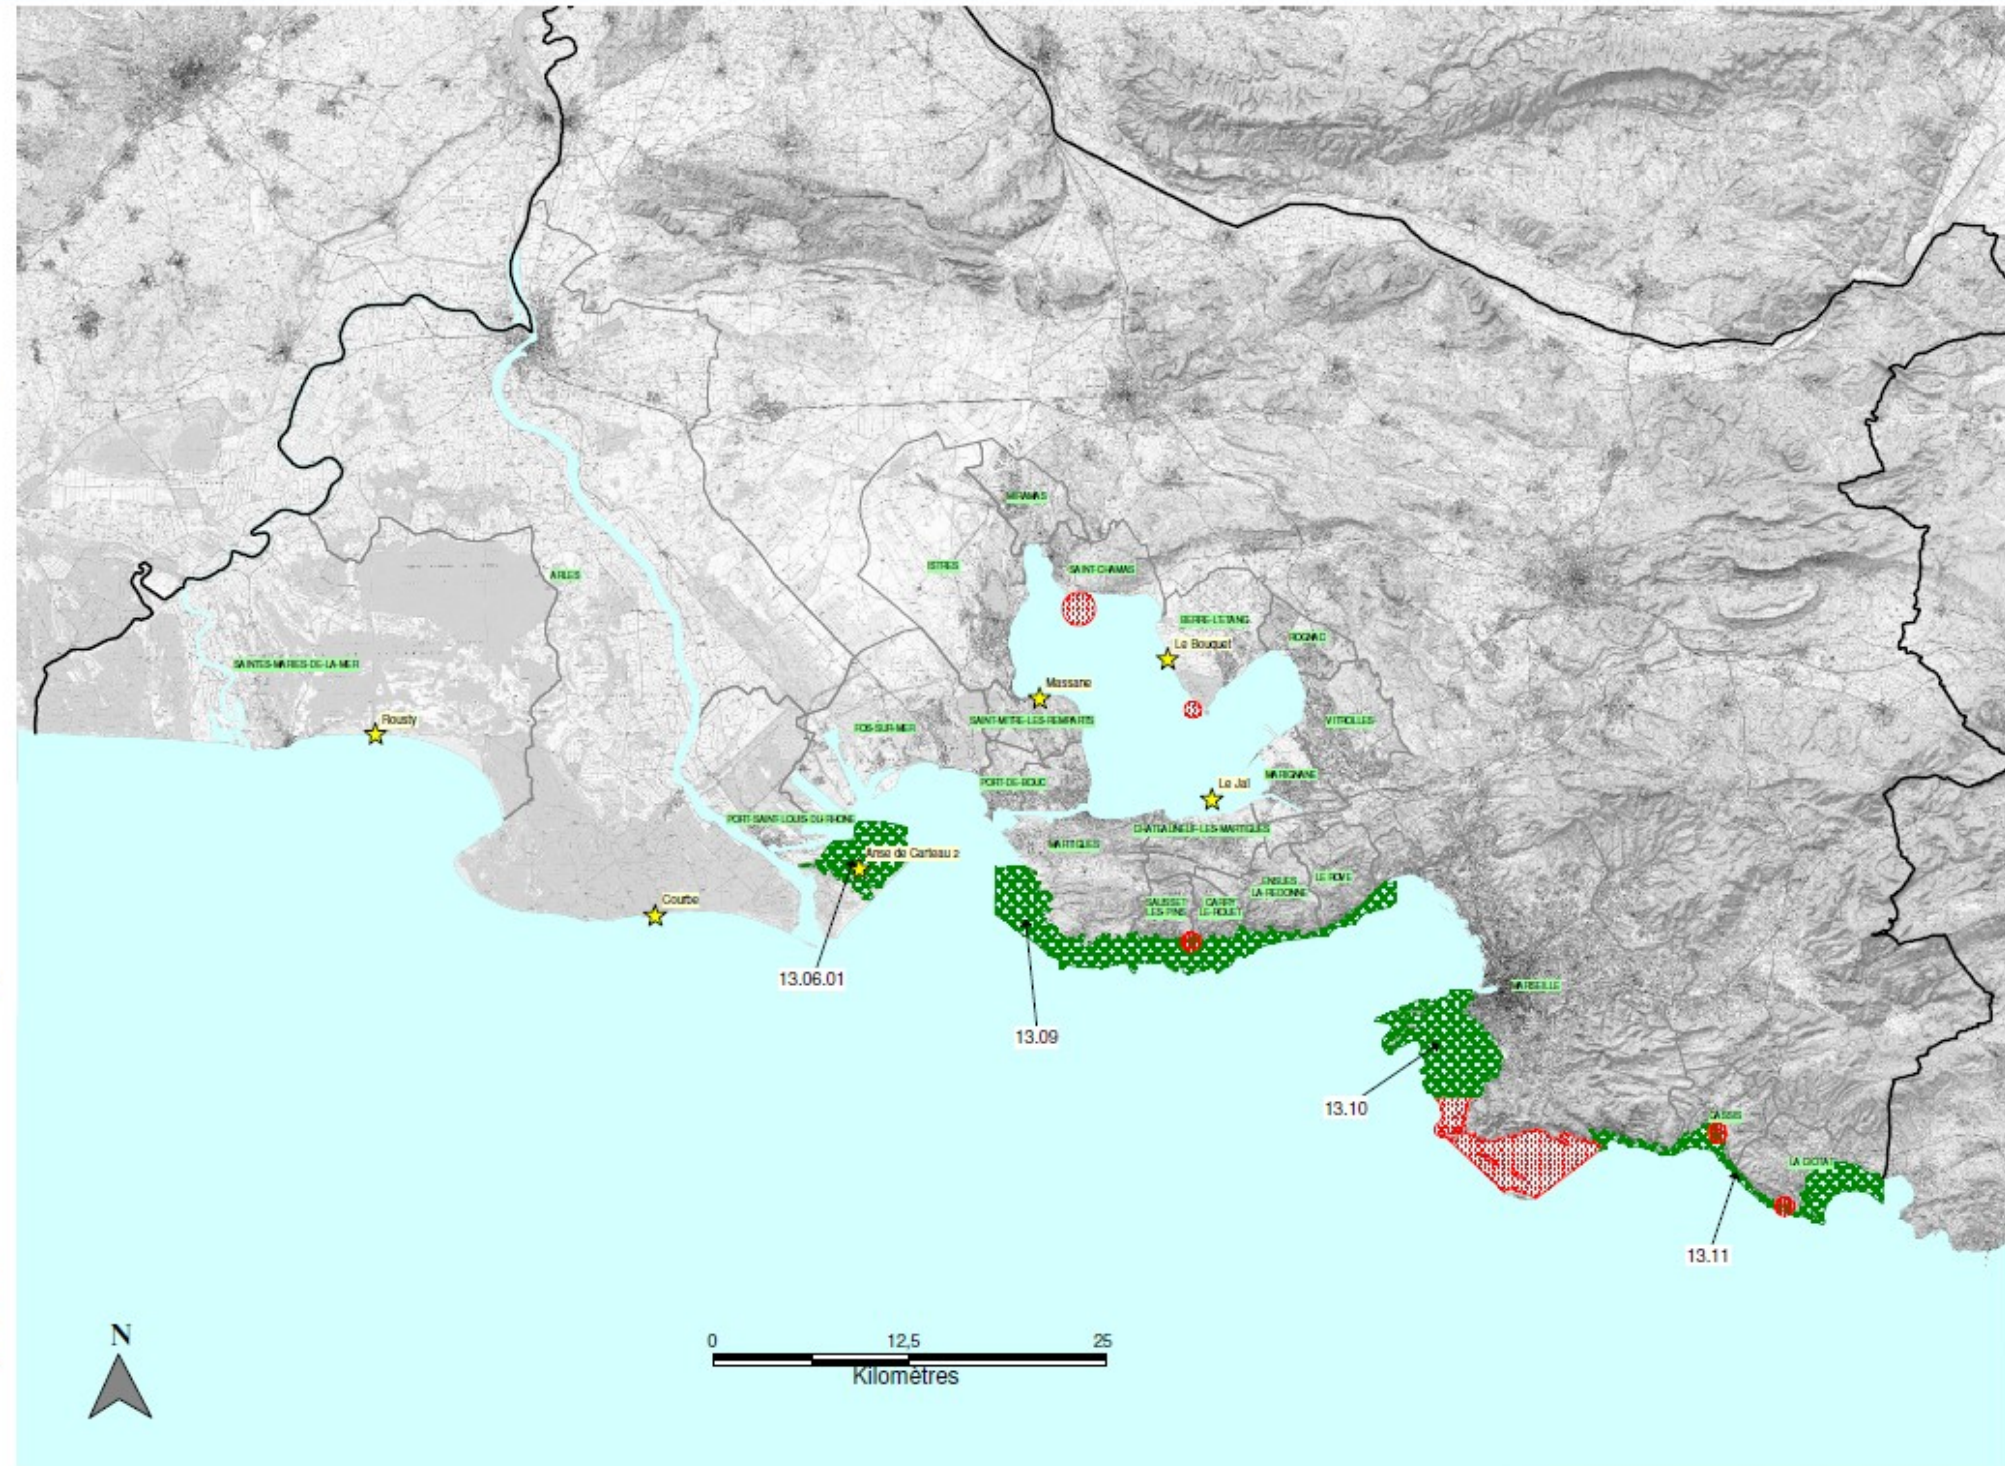 MIRAMAS
ISTRES
SAINT-CHAMAS
ARLES
BERRE-L'ETANG
ROGNAC
Le Bouquet
SAINTES-MARIES-DE-LA-MER
Massane
Rousty
FOS-SUR-MER
SAINT-MITRE-LES-REMPARTS
VITROLLES
PORT-DE-BOUC
MARIGNANE
Le Jaï
PORT-SAINT-LOUIS-DU-RHONE
CHATEAUNEUF-LES-MARTIGUES
MARTIGUES
Anse de Carteau 2
ENSUES
LA-REDONNE
LE ROVE
SAUSSET-
LES-PINS
CARRY-
LE-ROUET
Courbe
13.06.01
MARSEILLE
13.09
13.10
CASSIS
LA CIOTAT
13.11
N
0 12,5 25
Kilomètres